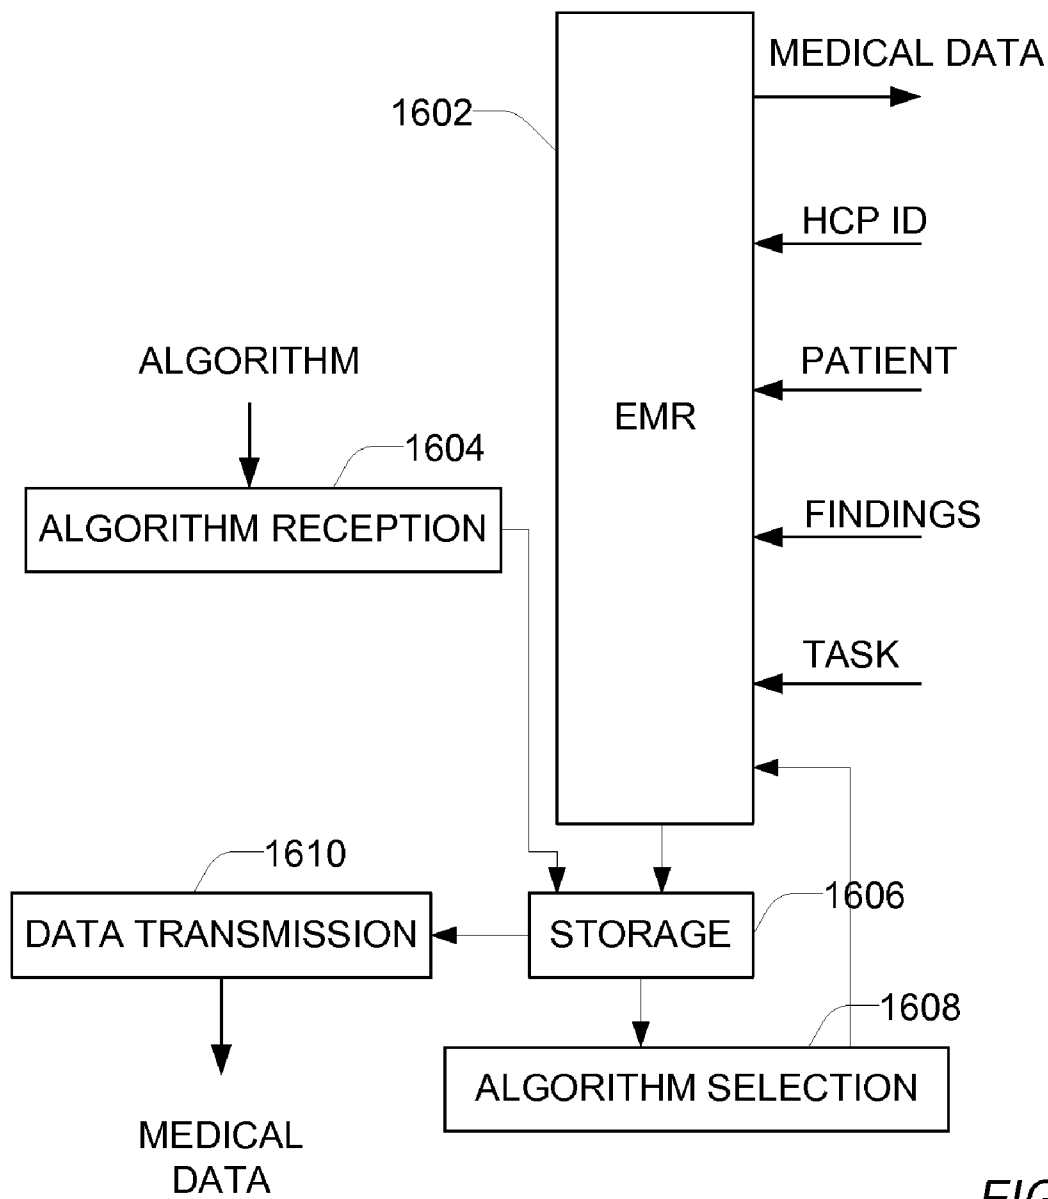 MEDICAL DATA
1602
HCP ID
ALGORITHM
PATIENT
EMR
1604
ALGORITHM RECEPTION
FINDINGS
TASK
1610
1606
DATA TRANSMISSION
STORAGE
1608
ALGORITHM SELECTION
MEDICAL
DATA
FIG